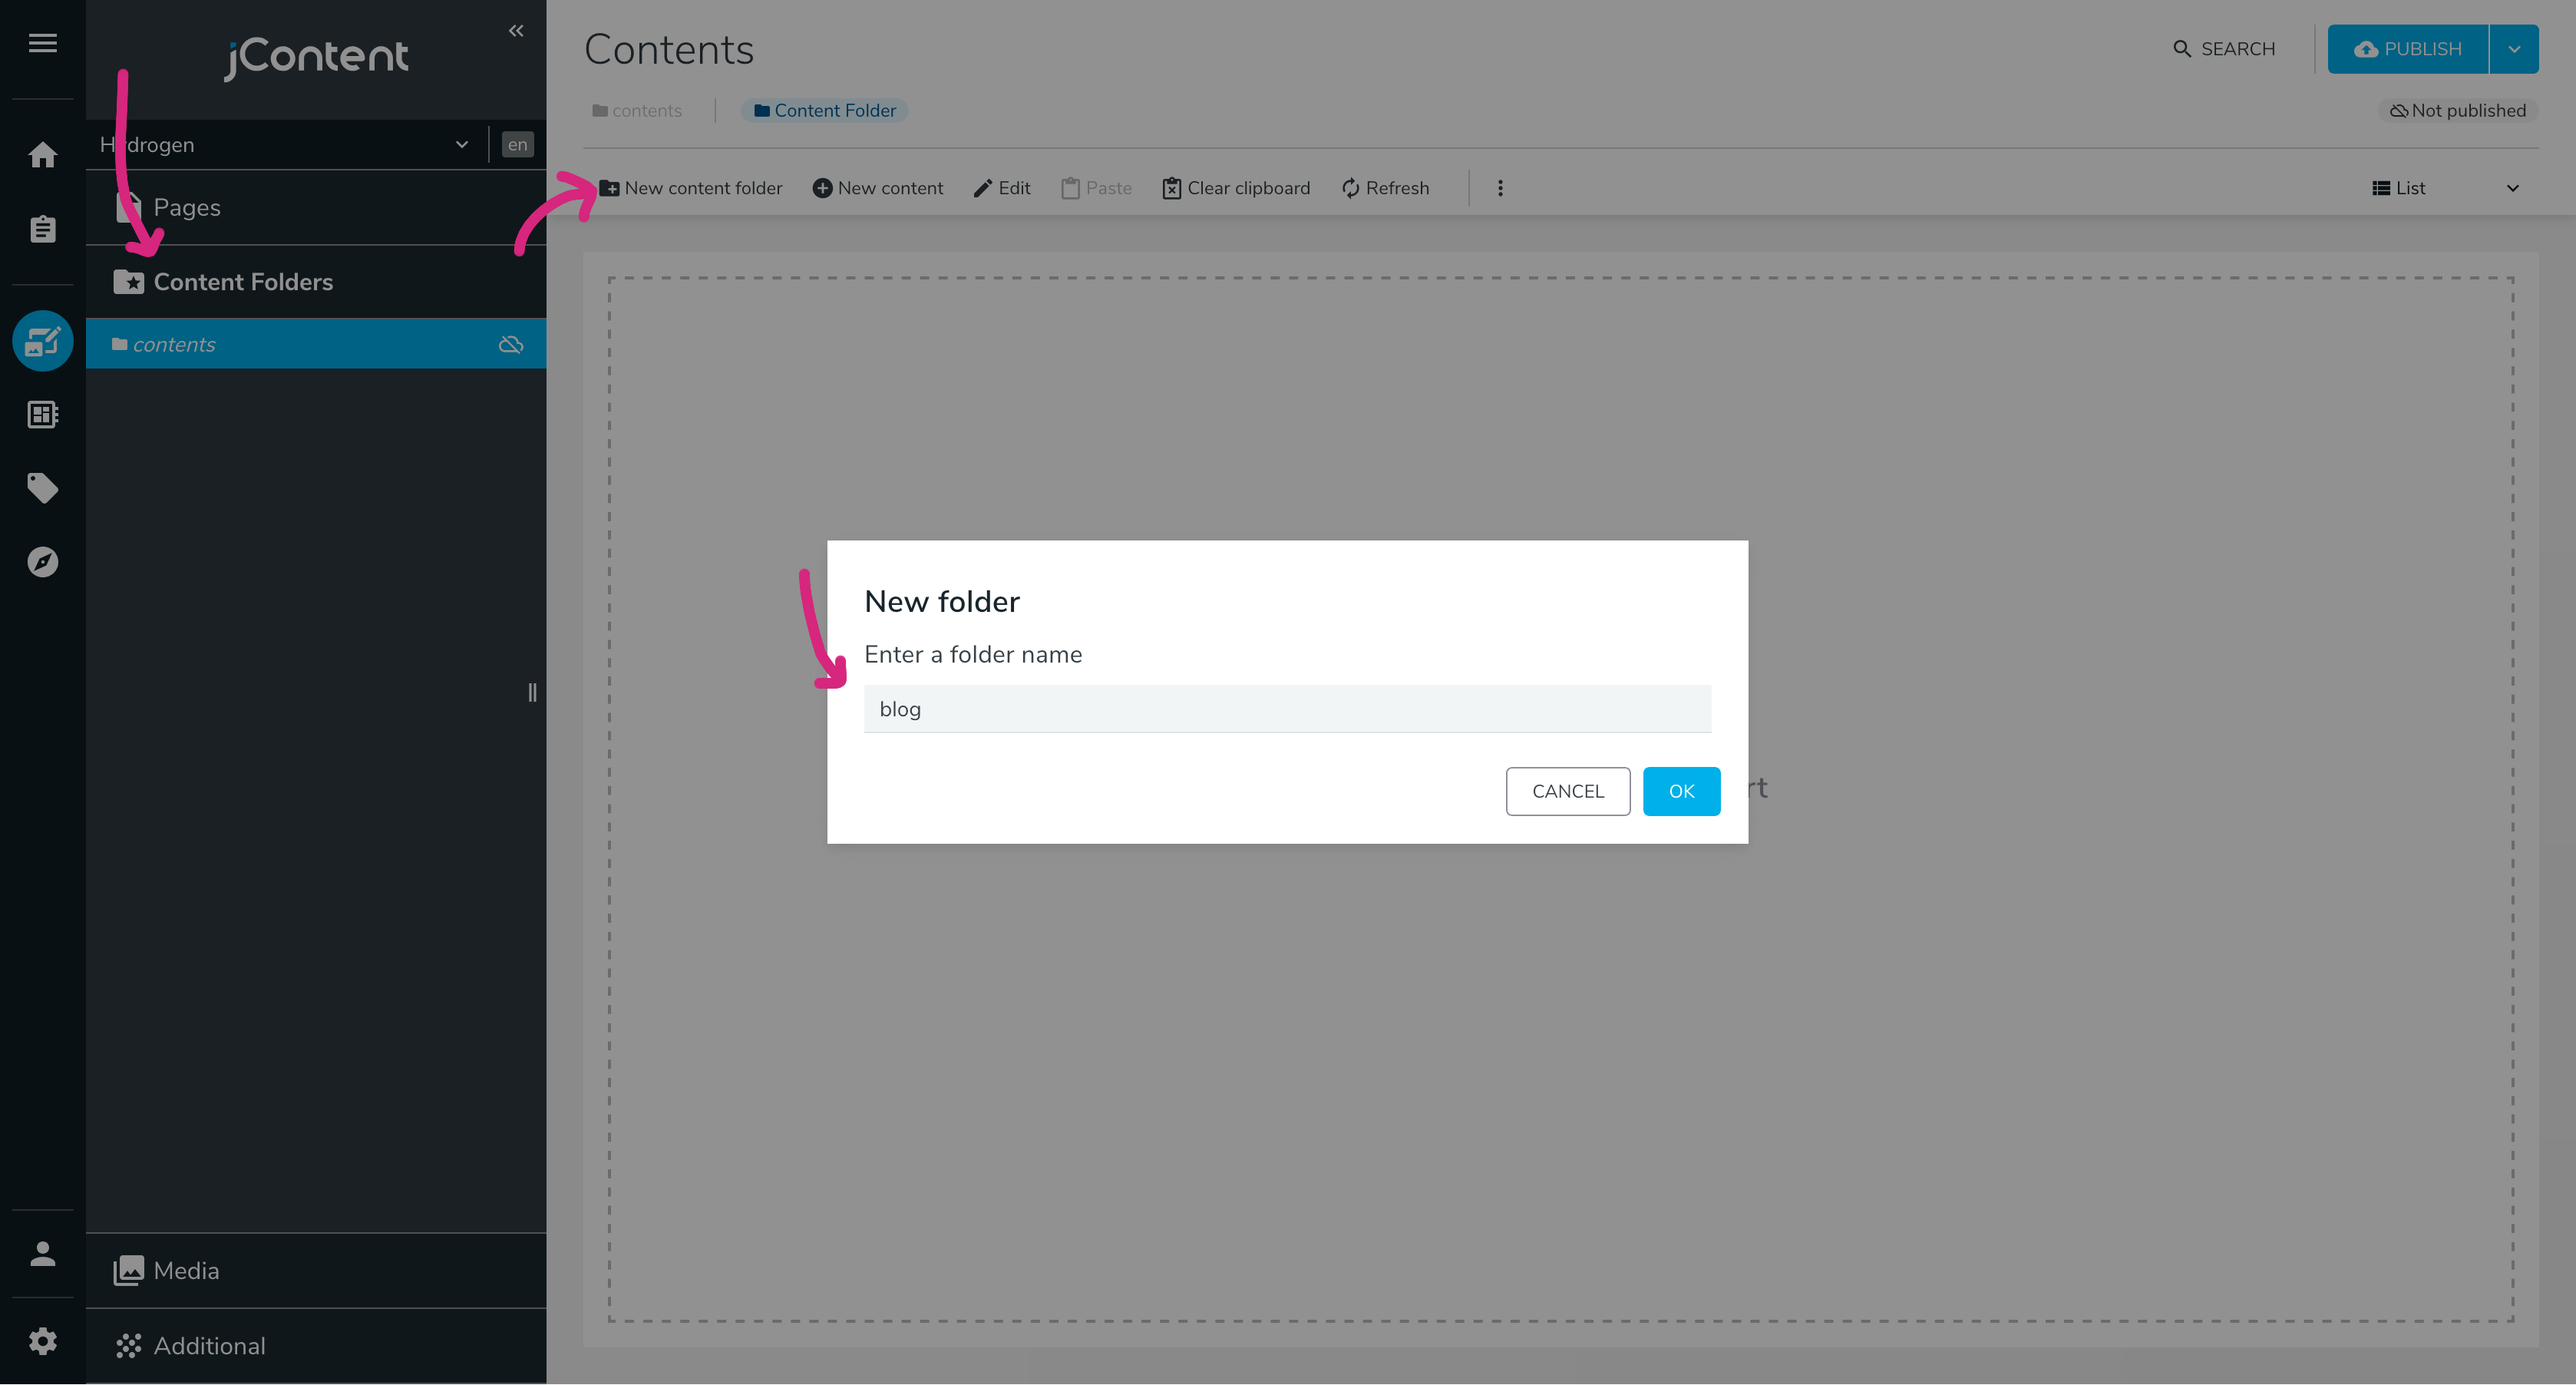 jContent
Hydrogen
en
Pages
Content Folders
contents
Media
Additional
Contents
SEARCH
PUBLISH
contents
Content Folder
Not published
New content folder
New content
Edit
Paste
Clear clipboard
Refresh
List
New folder
Enter a folder name
blog
CANCEL
OK